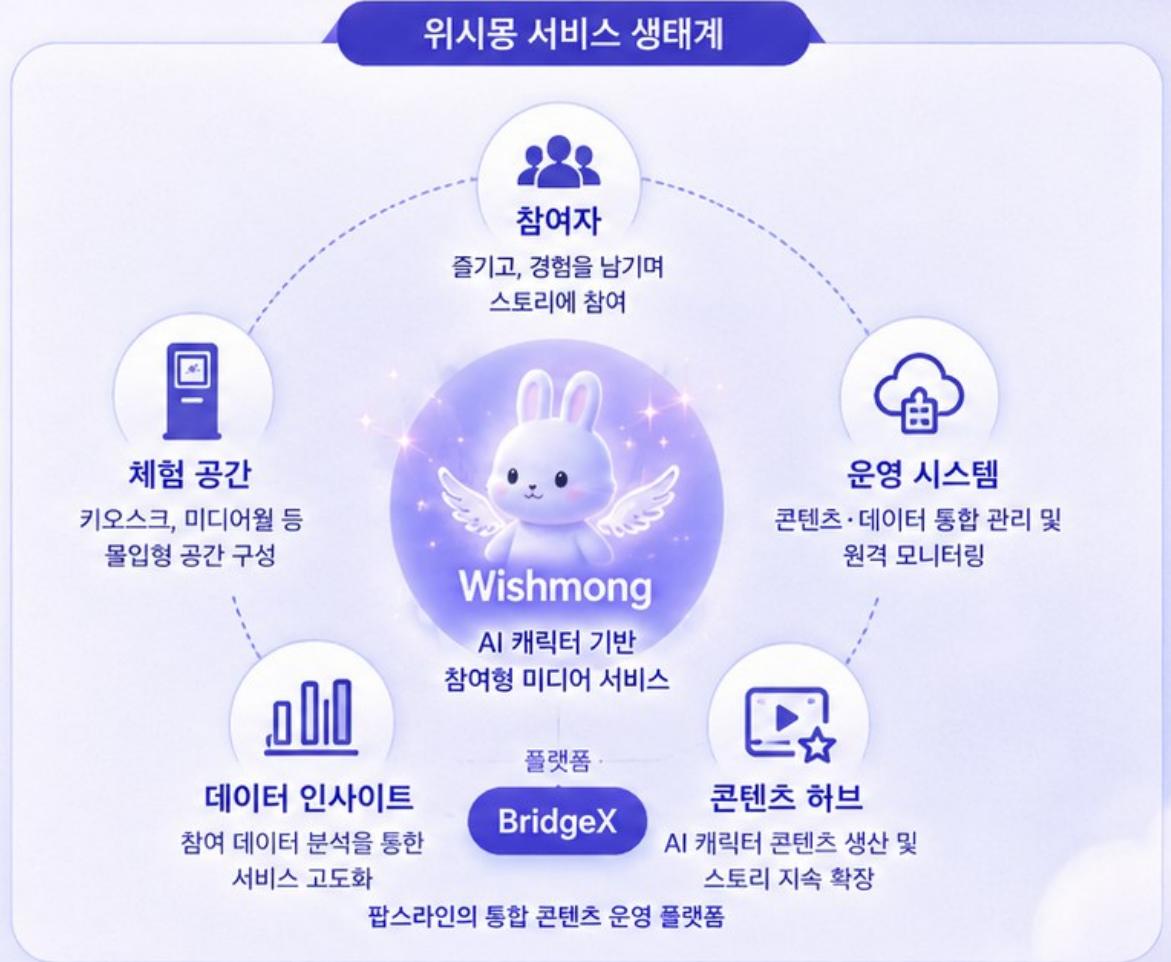 위시몽 서비스 생태계
참여자
즐기고, 경험을 남기며
스토리에 참여
체험 공간
키오스크, 미디어월 등
몰입형 공간 구성
운영 시스템
콘텐츠·데이터 통합 관리 및
원격 모니터링
Wishmong
AI 캐릭터 기반
참여형 미디어 서비스
플랫폼
BridgeX
데이터 인사이트
참여 데이터 분석을 통한
서비스 고도화
콘텐츠 허브
AI 캐릭터 콘텐츠 생산 및
스토리 지속 확장
팝스라인의 통합 콘텐츠 운영 플랫폼